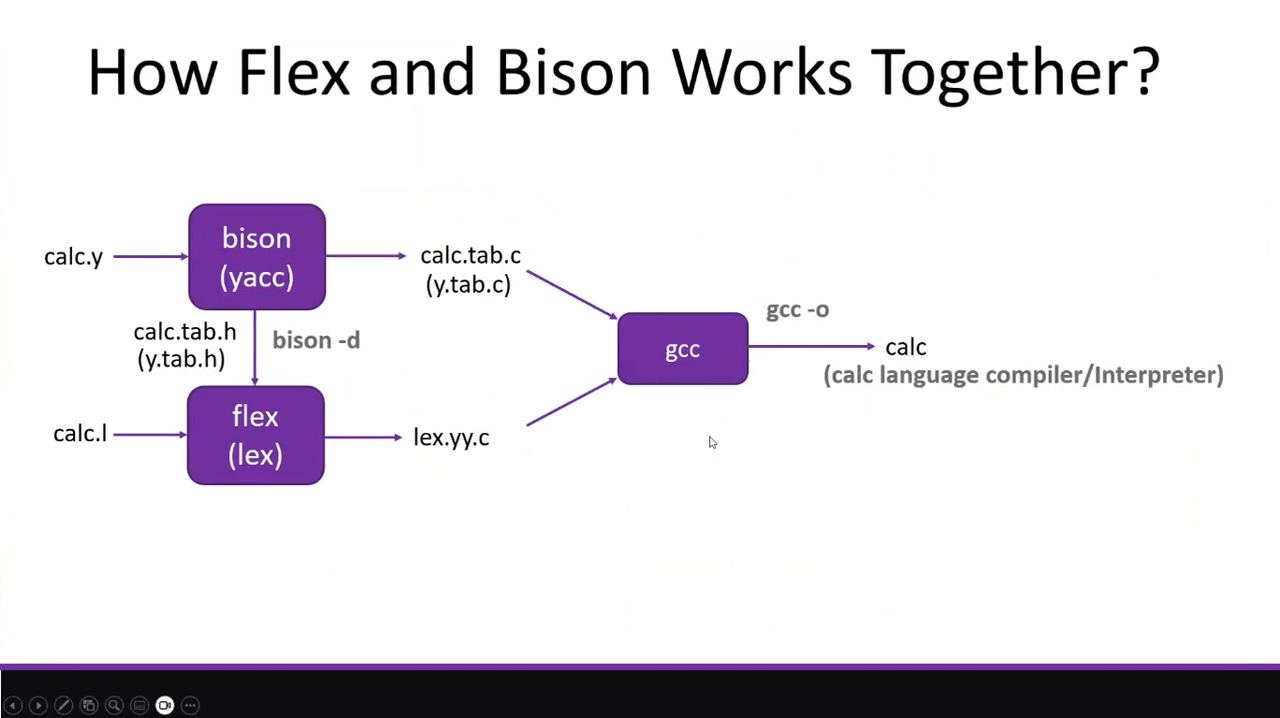 How Flex and Bison Works Together?
calc.y
bison
(yacc)
calc.tab.c
(y.tab.c)
calc.tab.h
(y.tab.h)
bison -d
calc.l
flex
(lex)
lex.yy.c
gcc
gcc -o
calc
(calc language compiler/Interpreter)